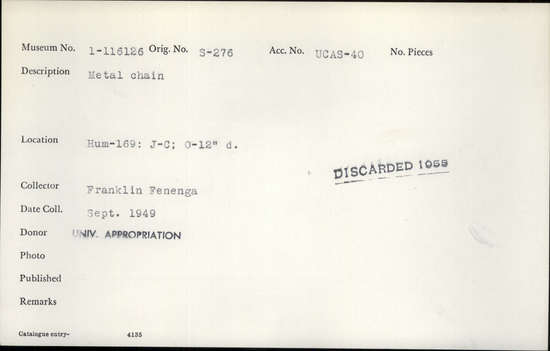 Museum No. 1-116126 Orig. No. S-276 Acc. No. UCAS-40 No. Pieces
Description Metal chain
Location Hum-169: J-C; 0-12" d.
DISCARDED
Collector Franklin Fenenga
Date Coll. Sept. 1949
Donor UNIV. APPROPRIATION
Photo
Published
Remarks
Catalogue entry- 4135